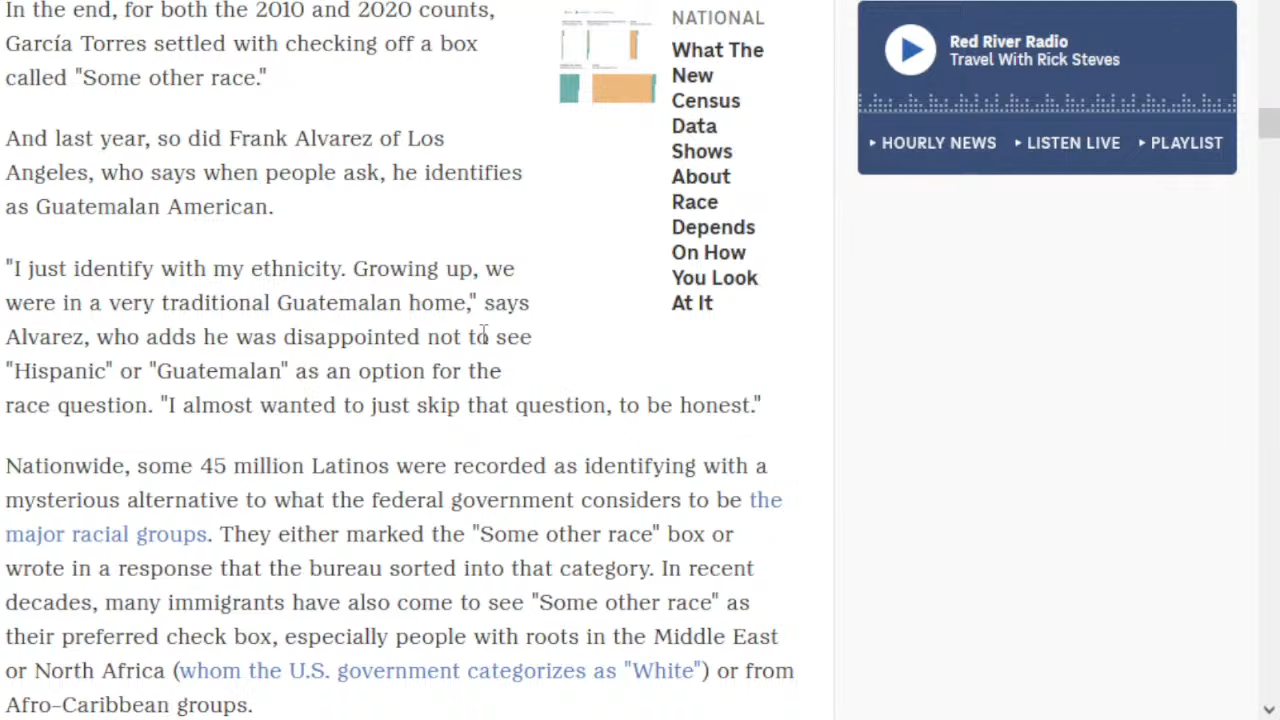 In the end, for both the 2010 and 2020 counts,
García Torres settled with checking off a box
called "Some other race."
And last year, so did Frank Alvarez of Los
Angeles, who says when people ask, he identifies
as Guatemalan American.
"I just identify with my ethnicity. Growing up, we
were in a very traditional Guatemalan home," says
Alvarez, who adds he was disappointed not to see
"Hispanic" or "Guatemalan" as an option for the
race question. "I almost wanted to just skip that question, to be honest."
Nationwide, some 45 million Latinos were recorded as identifying with a
mysterious alternative to what the federal government considers to be the
major racial groups. They either marked the "Some other race" box or
wrote in a response that the bureau sorted into that category. In recent
decades, many immigrants have also come to see "Some other race" as
their preferred check box, especially people with roots in the Middle East
or North Africa (whom the U.S. government categorizes as "White") or from
Afro-Caribbean groups.
NATIONAL
What The
New
Census
Data
Shows
About
Race
Depends
On How
You Look
At It
Red River Radio
Travel With Rick Steves
HOURLY NEWS
LISTEN LIVE
PLAYLIST